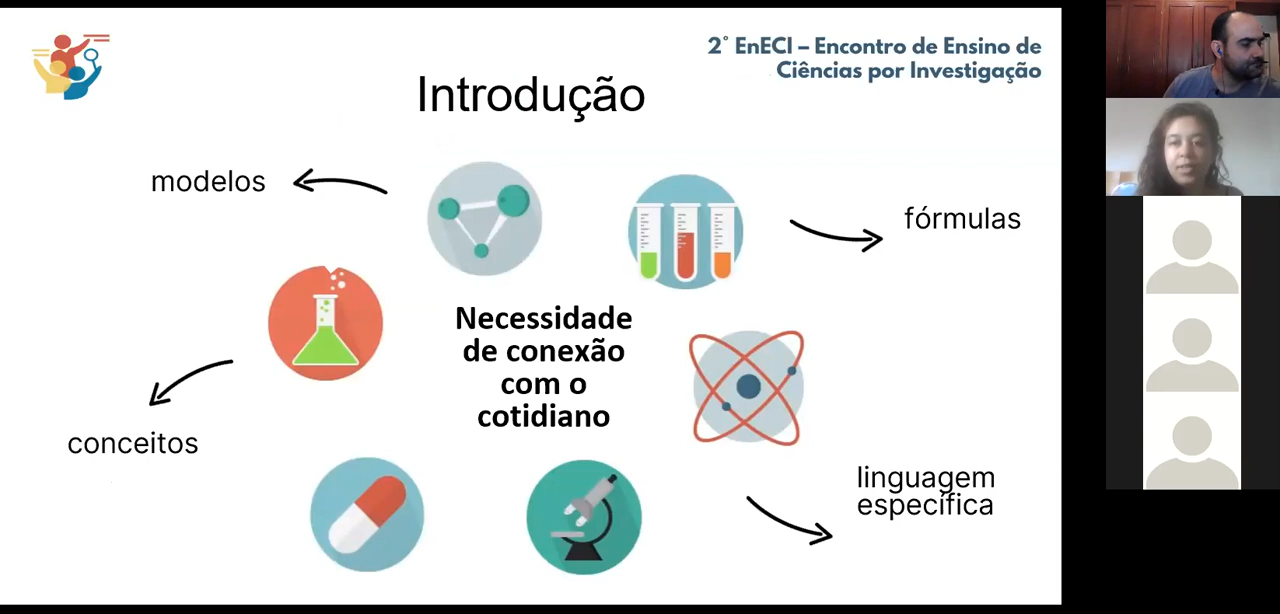 2° EnECI – Encontro de Ensino de
Ciências por Investigação
Introdução
modelos
fórmulas
Necessidade
de conexão
com o
cotidiano
conceitos
linguagem
específica